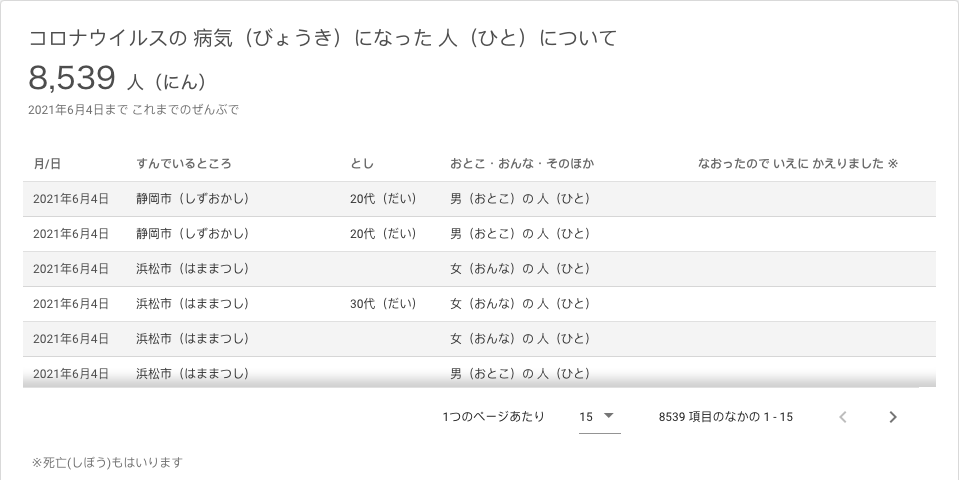 コロナウイルスの 病気（びょうき）になった 人（ひと）について
8,539 人（にん）
2021年6月4日まで これまでのぜんぶで
月/日 すんでいるところ とし おとこ・おんな・そのほか なおったので いえに かえりました ※
2021年6月4日 静岡市（しずおかし） 20代（だい） 男（おとこ）の 人（ひと）
2021年6月4日 静岡市（しずおかし） 20代（だい） 男（おとこ）の 人（ひと）
2021年6月4日 浜松市（はままつし） 女（おんな）の 人（ひと）
2021年6月4日 浜松市（はままつし） 30代（だい） 女（おんな）の 人（ひと）
2021年6月4日 浜松市（はままつし） 女（おんな）の 人（ひと）
2021年6月4日 浜松市（はままつし） 男（おとこ）の 人（ひと）
1つのページあたり 15 8539 項目のなかの 1 - 15
※死亡(しぼう)もはいります